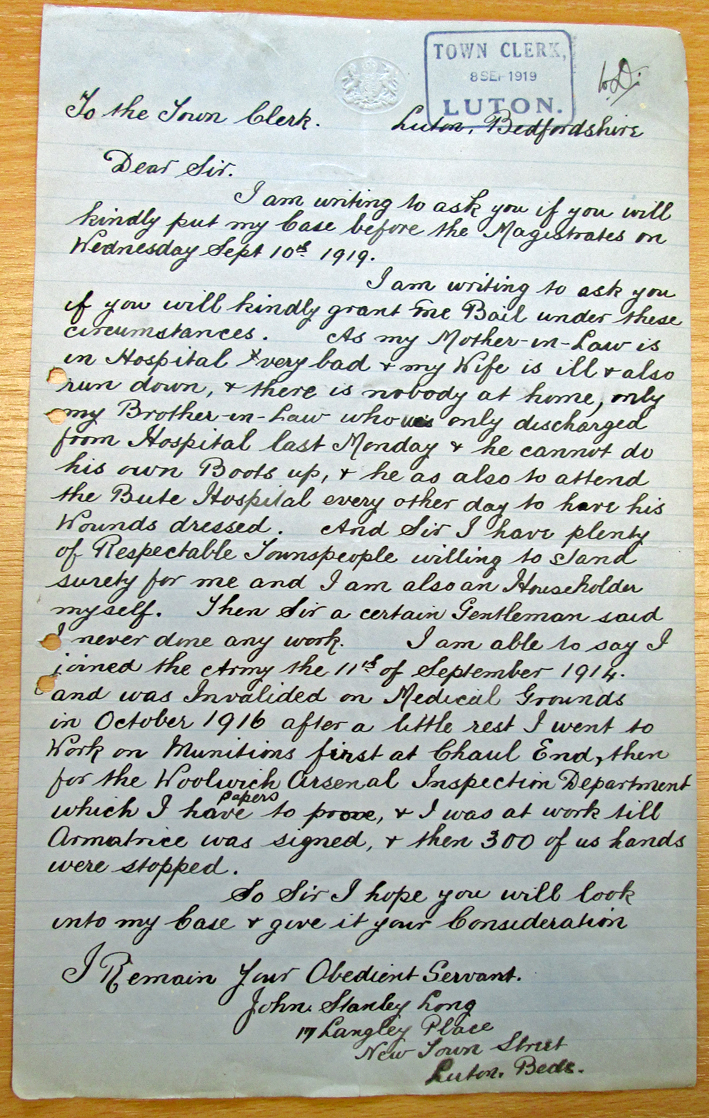 TOWN CLERK,
8 SEP 1919
LUTON.
To the Town Clerk. Luton, Bedfordshire
Dear Sir.
I am writing to ask you if you will
kindly put my Case before the Magistrates on
Wednesday Sept 10th 1919.
I am writing to ask you
if you will kindly grant me Bail under these
circumstances. As my Mother-in-Law is
in Hospital & very bad & my Wife is ill & also
run down, & there is nobody at home, only
my Brother-in-Law who was only discharged
from Hospital last Monday & he cannot do
his own Boots up, & he as also to attend
the Bute Hospital every other day to have his
Wounds dressed. And Sir I have plenty
of Respectable Townspeople willing to stand
surety for me and I am also an Householder
myself. Then Sir a certain Gentleman said
I never done any work. I am able to say I
joined the Army the 11th of September 1914.
and was Invalided on Medical Grounds
in October 1916 after a little rest I went to
Work on Munitions first at Chaul End, then
for the Woolwich Arsenal Inspection Department
which I have papers to prove, & I was at work till
Armatrice was signed, & then 300 of us hands
were stopped.
So Sir I hope you will look
into my Case & give it your Consideration
I Remain Your Obedient Servant.
John Stanley Long
17 Langley Place
New Town Street
Luton. Beds.